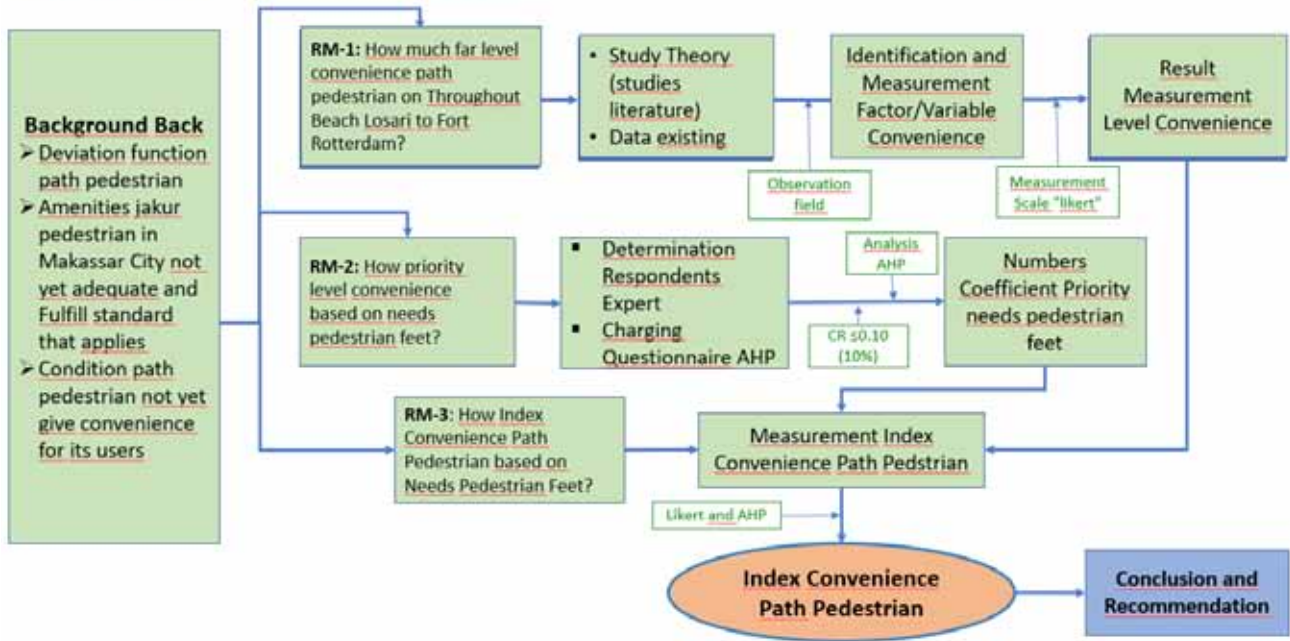 Background Back
➢ Deviation function
path pedestrian
➢ Amenities jakur
pedestrian in
Makassar City not
yet adequate and
Fulfill standard
that applies
➢ Condition path
pedestrian not yet
give convenience
for its users
RM-1: How much far level
convenience path
pedestrian on Throughout
Beach Losari to Fort
Rotterdam?
• Study Theory
(studies
literature)
• Data existing
Observation
field
Identification and
Measurement
Factor/Variable
Convenience
Measurement
Scale "likert"
Result
Measurement
Level Convenience
RM-2: How priority
level convenience
based on needs
pedestrian feet?
▪ Determination
Respondents
Expert
▪ Charging
Questionnaire AHP
Analysis
AHP
CR ≤0.10
(10%)
Numbers
Coefficient Priority
needs pedestrian
feet
RM-3: How Index
Convenience Path
Pedestrian based on
Needs Pedestrian Feet?
Measurement Index
Convenience Path Pedstrian
Likert and AHP
Index Convenience
Path Pedestrian
Conclusion and
Recommendation